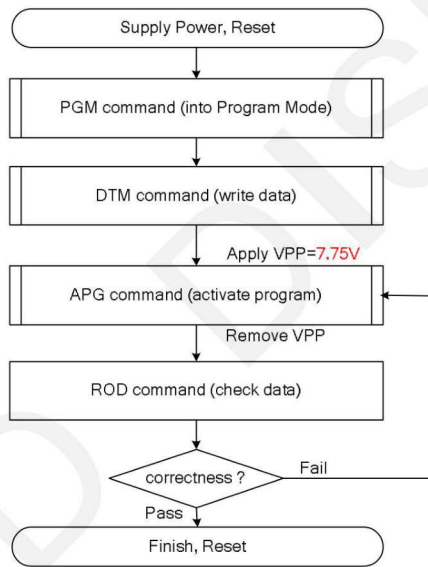 Supply Power, Reset
PGM command (into Program Mode)
DTM command (write data)
Apply VPP=7.75V
APG command (activate program)
Remove VPP
ROD command (check data)
correctness ?
Fail
Pass
Finish, Reset